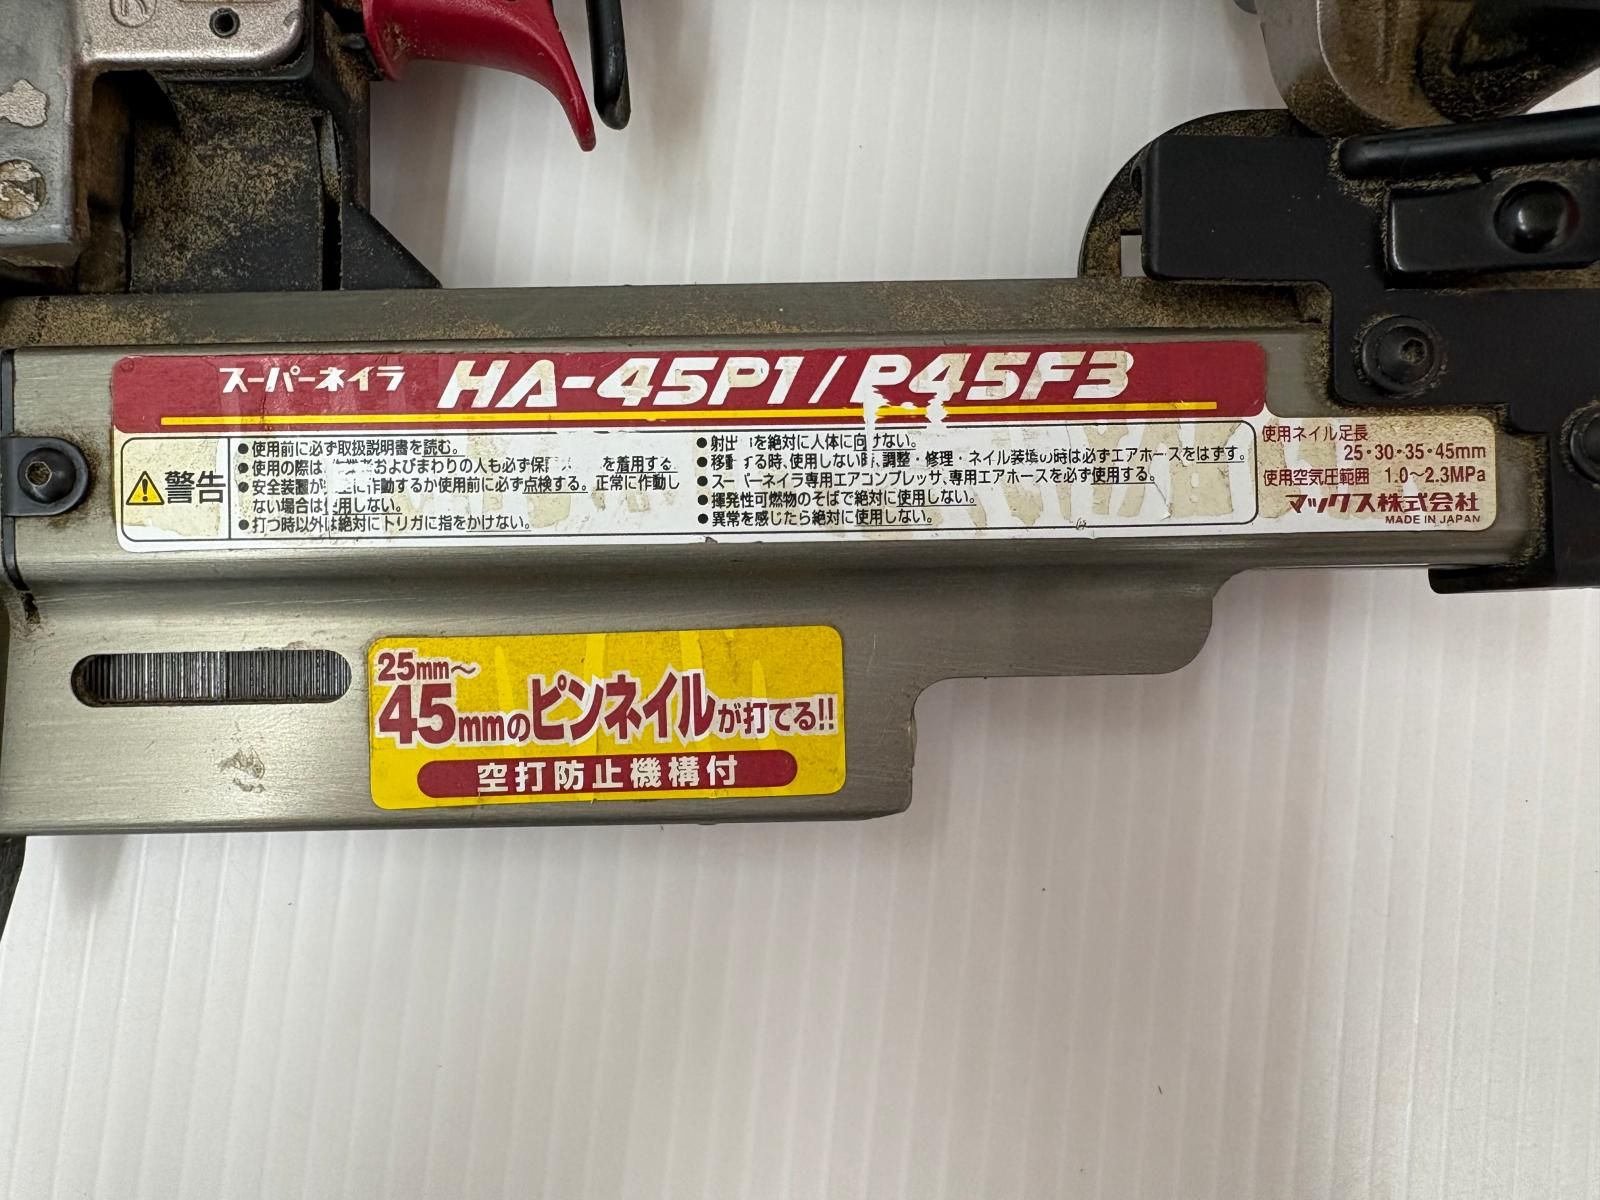 スーパーネイラ HA-45P1/P45F3
警告
●使用前に必ず取扱説明書を読む。
●使用の際は、作業者およびまわりの人も必ず保 を着用する。
●安全装置が 全に作動するか使用前に必ず点検する。正常に作動し
ない場合は使用しない。
●打つ時以外は絶対にトリガに指をかけない。
●射出 を絶対に人体に向けない。
●移動する時、使用しない時、調整・修理・ネイル装填の時は必ずエアホースをはずす。
●スーパーネイラ専用エアコンプレッサ、専用エアホースを必ず使用する。
●揮発性可燃物のそばで絶対に使用しない。
●異常を感じたら絶対に使用しない。
使用ネイル足長
25・30・35・45mm
使用空気圧範囲 1.0～2.3MPa
マックス株式会社
MADE IN JAPAN
25mm～
45mmのピンネイルが打てる!!
空打防止機構付